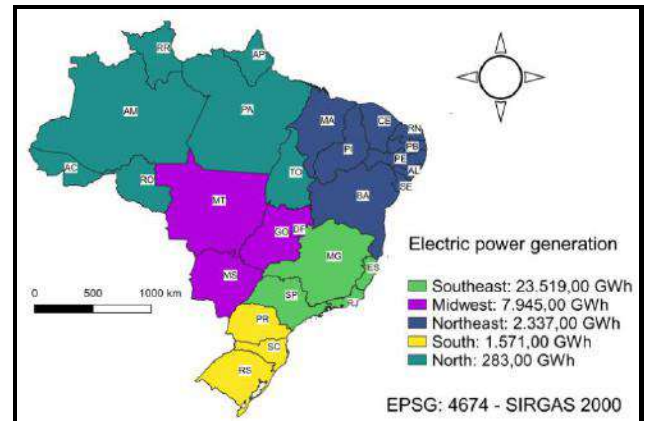 RR
AP
AM
PA
MA
CE
RN
PI
PB
PE
AL
SE
AC
RO
TO
BA
MT
GO
DF
MG
ES
MS
SP
RJ
PR
SC
RS
0 500 1000 km
Electric power generation
Southeast: 23.519,00 GWh
Midwest: 7.945,00 GWh
Northeast: 2.337,00 GWh
South: 1.571,00 GWh
North: 283,00 GWh
EPSG: 4674 - SIRGAS 2000